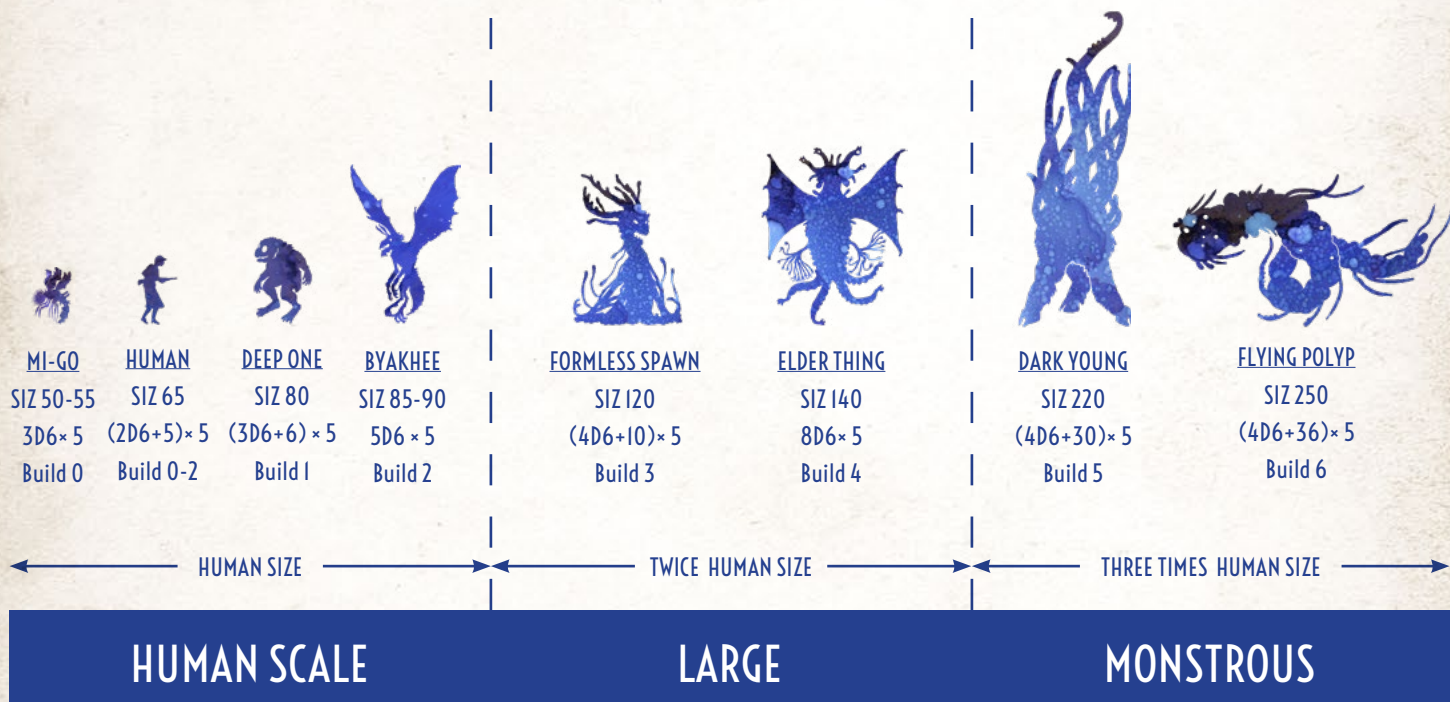 MI-GO
SIZ 50-55
3D6× 5
Build 0
HUMAN
SIZ 65
(2D6+5)× 5
Build 0-2
DEEP ONE
SIZ 80
(3D6+6) × 5
Build 1
BYAKHEE
SIZ 85-90
5D6 × 5
Build 2
FORMLESS SPAWN
SIZ 120
(4D6+10)× 5
Build 3
ELDER THING
SIZ 140
8D6× 5
Build 4
DARK YOUNG
SIZ 220
(4D6+30)× 5
Build 5
FLYING POLYP
SIZ 250
(4D6+36)× 5
Build 6
HUMAN SIZE
TWICE HUMAN SIZE
THREE TIMES HUMAN SIZE
HUMAN SCALE
LARGE
MONSTROUS